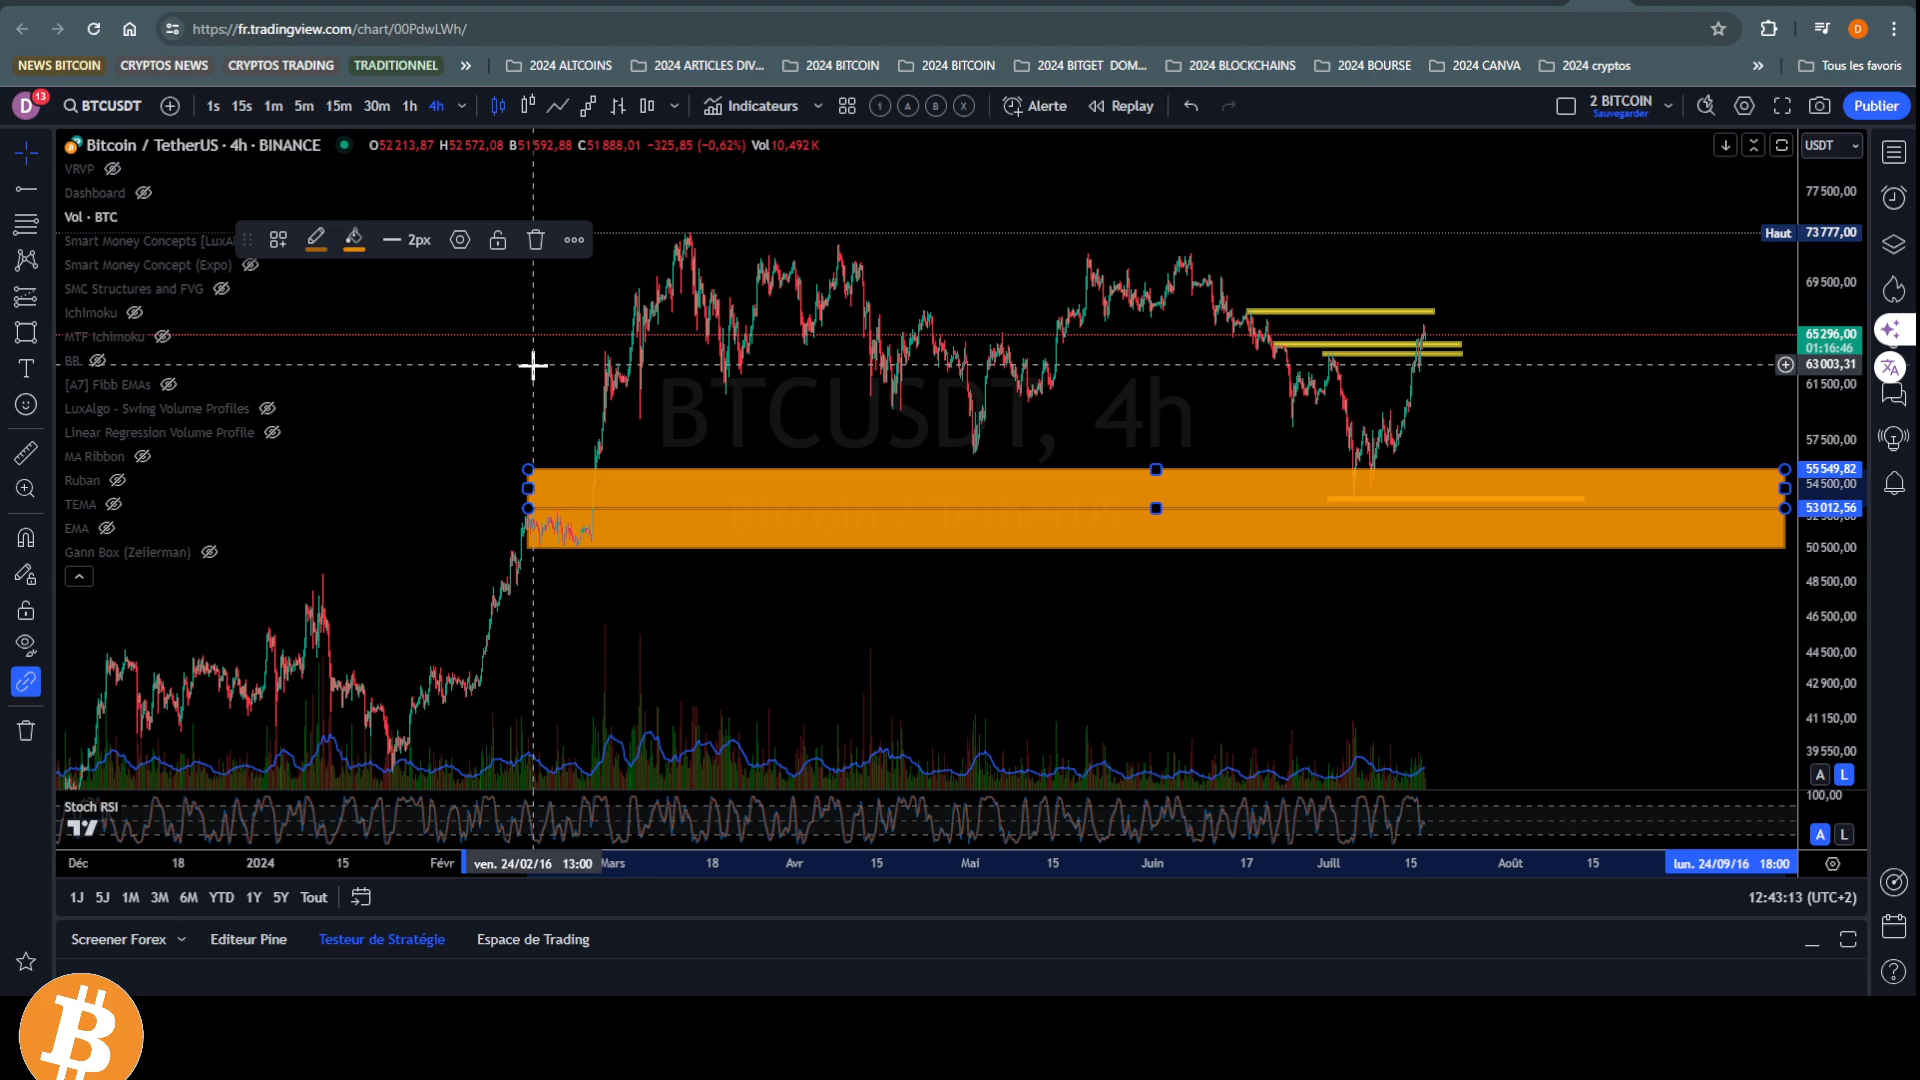 https://fr.tradingview.com/chart/00PdwLWh/
D
NEWS BITCOIN
CRYPTOS NEWS
CRYPTOS TRADING
TRADITIONNEL
2024 ALTCOINS
2024 ARTICLES DIV...
2024 BITCOIN
2024 BITCOIN
2024 BITGET DOM...
2024 BLOCKCHAINS
2024 BOURSE
2024 CANVA
2024 cryptos
Tous les favoris
D 13
BTCUSDT
1s 15s 1m 5m 15m 30m 1h 4h
Indicateurs
1 A B X
Alerte
Replay
2 BITCOIN
Sauvegarder
Publier
Bitcoin / TetherUS · 4h · BINANCE
O52 213,87 H52 572,08 B51 592,88 C51 888,01 −325,85 (−0,62%) Vol10,492 K
USDT
VRVP
Dashboard
Vol · BTC
Smart Money Concepts [LuxAl
2px
Smart Money Concept (Expo)
SMC Structures and FVG
Ichimoku
MTF Ichimoku
BB
[A7] Fibb EMAs
LuxAlgo - Swing Volume Profiles
Linear Regression Volume Profile
MA Ribbon
Ruban
TEMA
EMA
Gann Box (Zeiierman)
BTCUSDT, 4h
77 500,00
Haut 73 777,00
69 500,00
65 296,00
01:16:46
63 003,31
61 500,00
57 500,00
55 549,82
54 500,00
53 012,56
50 500,00
48 500,00
46 500,00
44 500,00
42 900,00
41 150,00
39 550,00
A L
Stoch RSI
100,00
A L
Déc 18 2024 15 Févr ven. 24/02/16 13:00 Mars 18 Avr 15 Mai 15 Juin 17 Juill 15 Août 15 lun. 24/09/16 18:00
1J 5J 1M 3M 6M YTD 1Y 5Y Tout
12:43:13 (UTC+2)
Screener Forex
Editeur Pine
Testeur de Stratégie
Espace de Trading